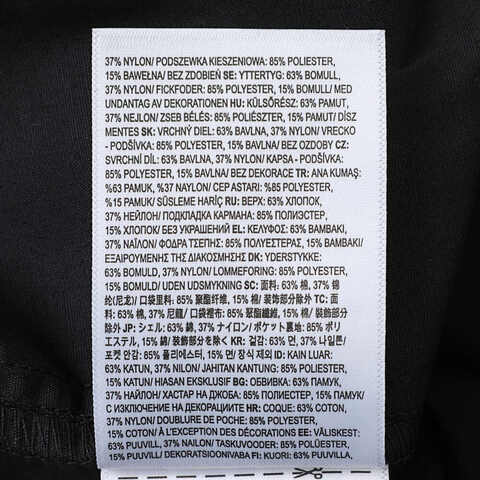 37% NYLON/ PODSZEWKA KIESZENIOWA: 85% POLIESTER,
15% BAWEŁNA/ BEZ ZDOBIEŃ SE: YTTERTYG: 63% BOMULL,
37% NYLON/ FICKFODER: 85% POLYESTER, 15% BOMULL/ MED
UNDANTAG AV DEKORATIONEN HU: KÜLSŐRÉSZ: 63% PAMUT,
37% NEJLON/ ZSEB BÉLÉS: 85% POLIÉSZTER, 15% PAMUT/ DÍSZ
MENTES SK: VRCHNÝ DIEL: 63% BAVLNA, 37% NYLON/ VRECKO
- PODŠÍVKA: 85% POLYESTER, 15% BAVLNA/ BEZ OZDOBY CZ:
SVRCHNÍ DÍL: 63% BAVLNA, 37% NYLON/ KAPSA - PODŠÍVKA:
85% POLYESTER, 15% BAVLNA/ BEZ DEKORACE TR: ANA KUMAŞ:
%63 PAMUK, %37 NAYLON/ CEP ASTARI: %85 POLYESTER,
%15 PAMUK/ SÜSLEME HARİÇ RU: ВЕРХ: 63% ХЛОПОК,
37% НЕЙЛОН/ ПОДКЛАДКА КАРМАНА: 85% ПОЛИЭСТЕР,
15% ХЛОПОК/ БЕЗ УКРАШЕНИЙ EL: ΚΕΛΥΦΟΣ: 63% ΒΑΜΒΑΚΙ,
37% ΝΑΪΛΟΝ/ ΦΟΔΡΑ ΤΣΕΠΗΣ: 85% ΠΟΛΥΕΣΤΕΡΑΣ, 15% ΒΑΜΒΑΚΙ/
ΕΞΑΙΡΟΥΜΕΝΗΣ ΤΗΣ ΔΙΑΚΟΣΜΗΣΗΣ DK: YDERSTYKKE:
63% BOMULD, 37% NYLON/ LOMMEFORING: 85% POLYESTER,
15% BOMULD/ UDEN UDSMYKNING SC: 面料: 63% 棉, 37% 锦
纶(尼龙)/ 口袋里料: 85% 聚酯纤维, 15% 棉/ 装饰部分除外 TC: 面
料: 63% 棉, 37% 尼龍/ 口袋裡布: 85% 聚酯纖維, 15% 棉/ 裝飾部分
除外 JP: シェル: 63% 綿, 37% ナイロン/ ポケット裏地: 85% ポリ
エステル, 15% 綿/ 装飾部分を除く KR: 겉감: 63% 면, 37% 나일론/
포켓 안감: 85% 폴리에스터, 15% 면/ 장식 제외 ID: KAIN LUAR:
63% KATUN, 37% NILON/ JAHITAN KANTUNG: 85% POLIESTER,
15% KATUN/ HIASAN EKSKLUSIF BG: ОБВИВКА: 63% ПАМУК,
37% НАЙЛОН/ ХАСТАР НА ДЖОБА: 85% ПОЛИЕСТЕР, 15% ПАМУК/
С ИЗКЛЮЧЕНИЕ НА ДЕКОРАЦИИТЕ HR: COQUE: 63% COTON,
37% NYLON/ DOUBLURE DE POCHE: 85% POLYESTER,
15% COTON/ À L'EXCEPTION DES DÉCORATIONS EE: VÄLISKEST:
63% PUUVILL, 37% NAILON/ TASKUVOODER: 85% POLÜESTER,
15% PUUVILL/ DEKORATSIOONIVABA FI: KUORI: 63% PUUVILLA,